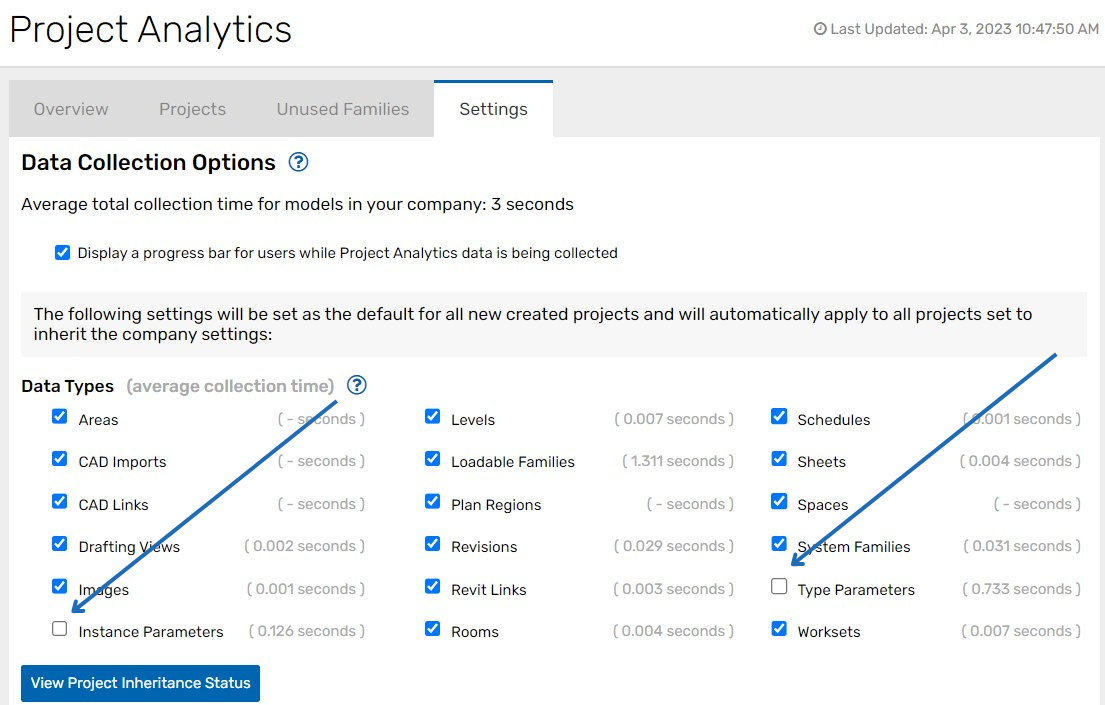 Project Analytics
Last Updated: Apr 3, 2023 10:47:50 AM
Overview
Projects
Unused Families
Settings
Data Collection Options ?
Average total collection time for models in your company: 3 seconds
Display a progress bar for users while Project Analytics data is being collected
The following settings will be set as the default for all new created projects and will automatically apply to all projects set to
inherit the company settings:
Data Types (average collection time) ?
Areas ( - seconds )
CAD Imports ( - seconds )
CAD Links ( - seconds )
Drafting Views ( 0.002 seconds )
Images ( 0.001 seconds )
Instance Parameters ( 0.126 seconds )
Levels ( 0.007 seconds )
Loadable Families ( 1.311 seconds )
Plan Regions ( - seconds )
Revisions ( 0.029 seconds )
Revit Links ( 0.003 seconds )
Rooms ( 0.004 seconds )
Schedules ( 0.001 seconds )
Sheets ( 0.004 seconds )
Spaces ( - seconds )
System Families ( 0.031 seconds )
Type Parameters ( 0.733 seconds )
Worksets ( 0.007 seconds )
View Project Inheritance Status